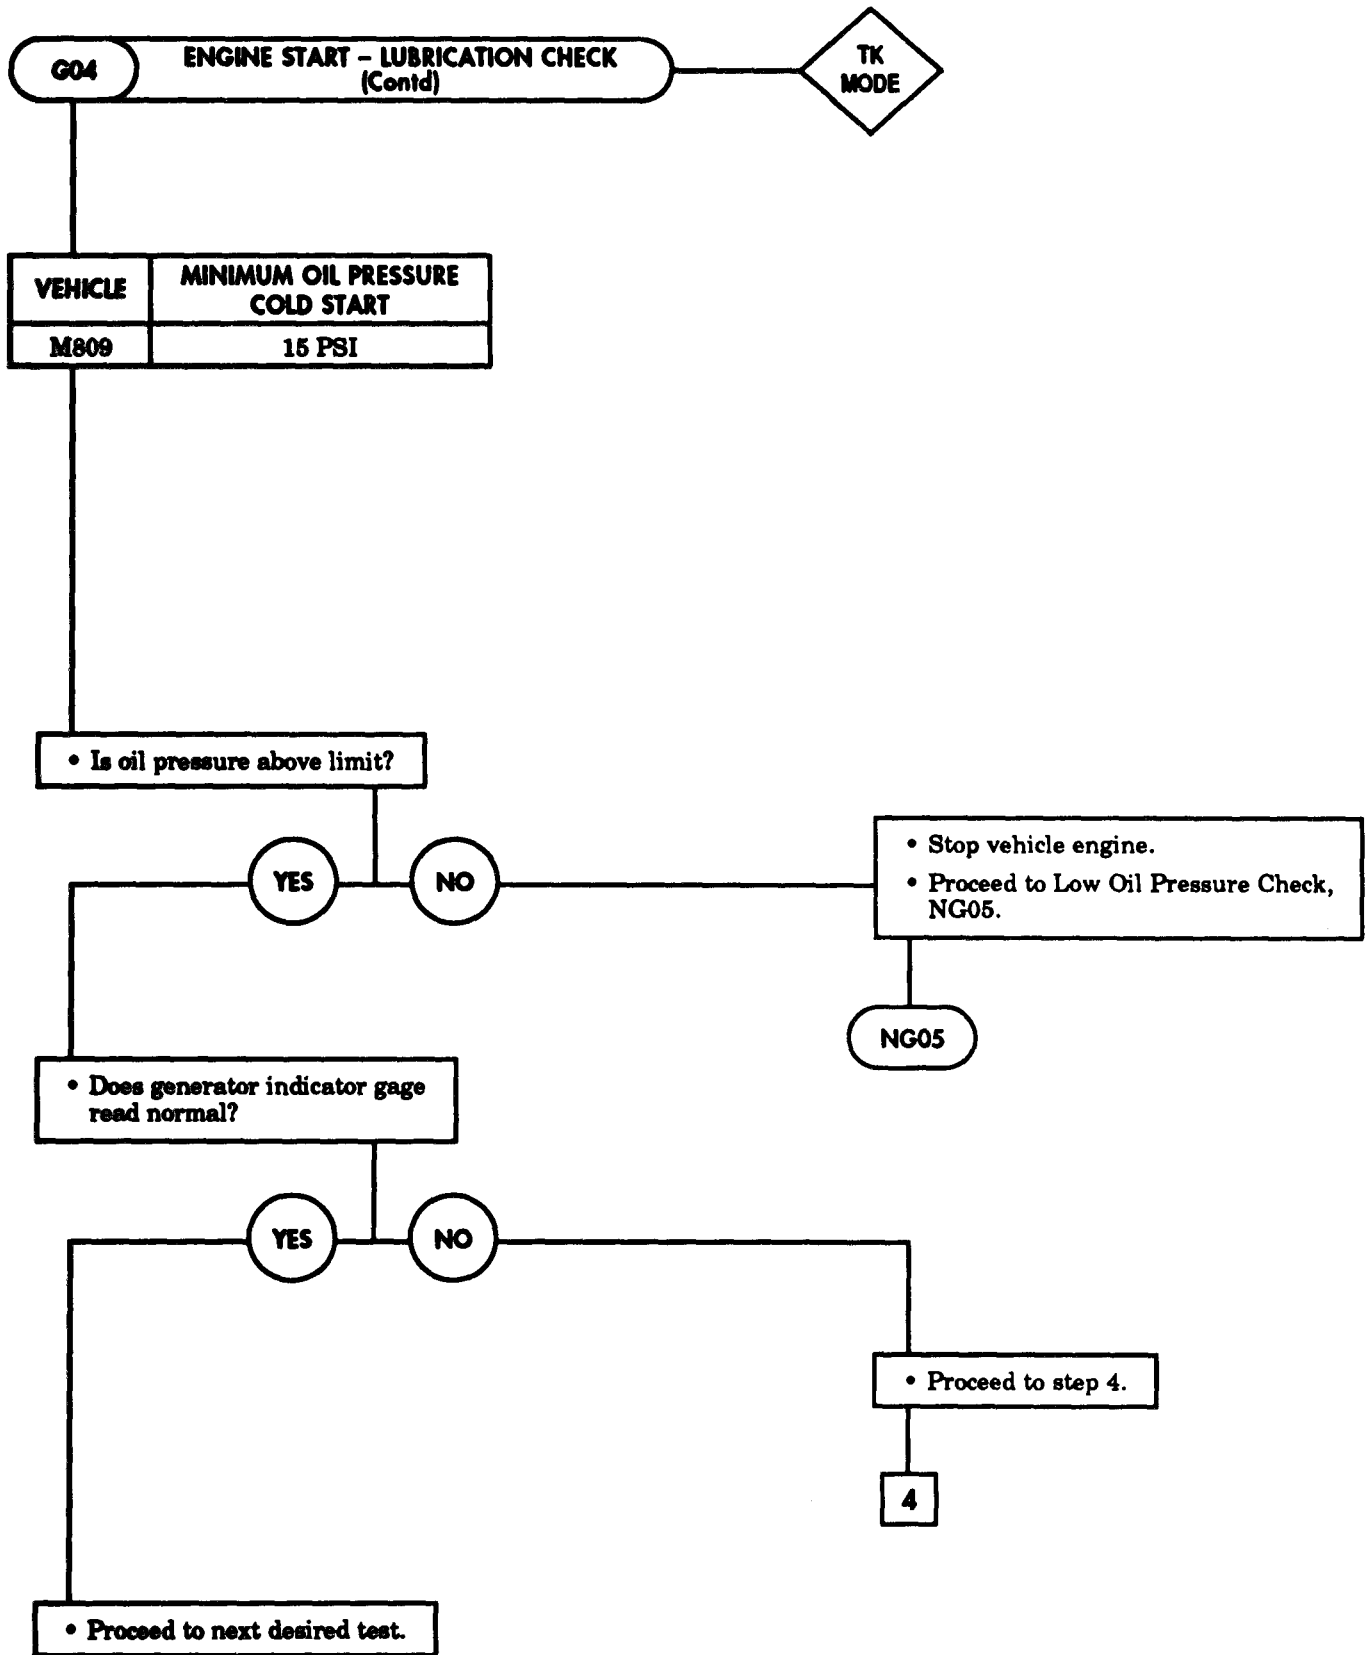 G04
ENGINE START – LUBRICATION CHECK
(Contd)
TK
MODE
VEHICLE
MINIMUM OIL PRESSURE
COLD START
M809
15 PSI
• Is oil pressure above limit?
YES
NO
• Stop vehicle engine.
• Proceed to Low Oil Pressure Check,
NG05.
NG05
• Does generator indicator gage
read normal?
YES
NO
• Proceed to step 4.
4
• Proceed to next desired test.